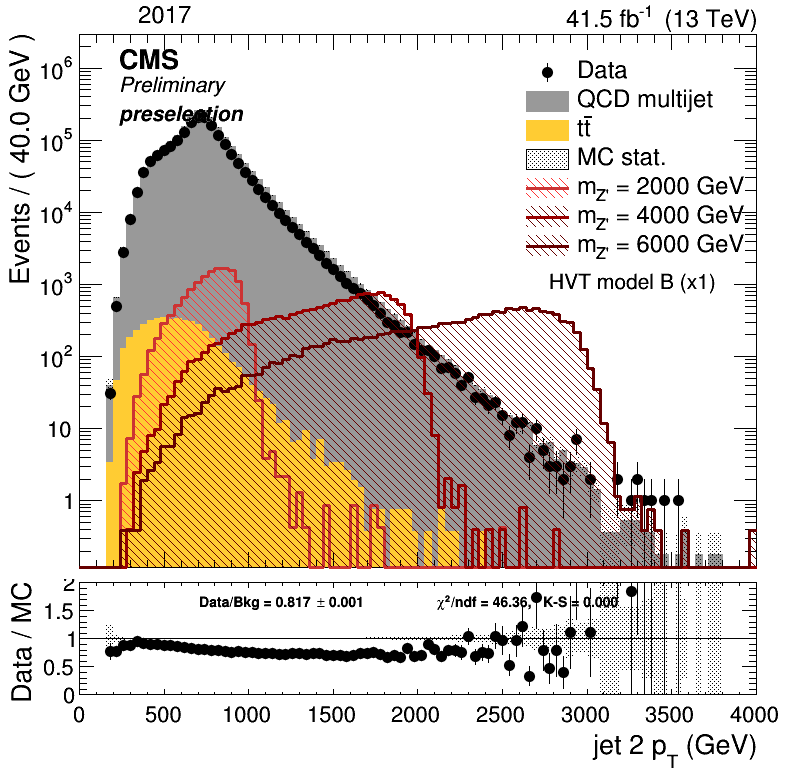 2017 41.5 fb⁻¹ (13 TeV)
CMS
Preliminary
preselection
Data
QCD multijet
tt̄
MC stat.
m_Z' = 2000 GeV
m_Z' = 4000 GeV
m_Z' = 6000 GeV
HVT model B (x1)
Events / ( 40.0 GeV )
10⁶
10⁵
10⁴
10³
10²
10
1
Data/Bkg = 0.817 ± 0.001 χ²/ndf = 46.36, K-S = 0.000
Data / MC
2
1.5
1
0.5
0
0 500 1000 1500 2000 2500 3000 3500 4000
jet 2 p_T (GeV)